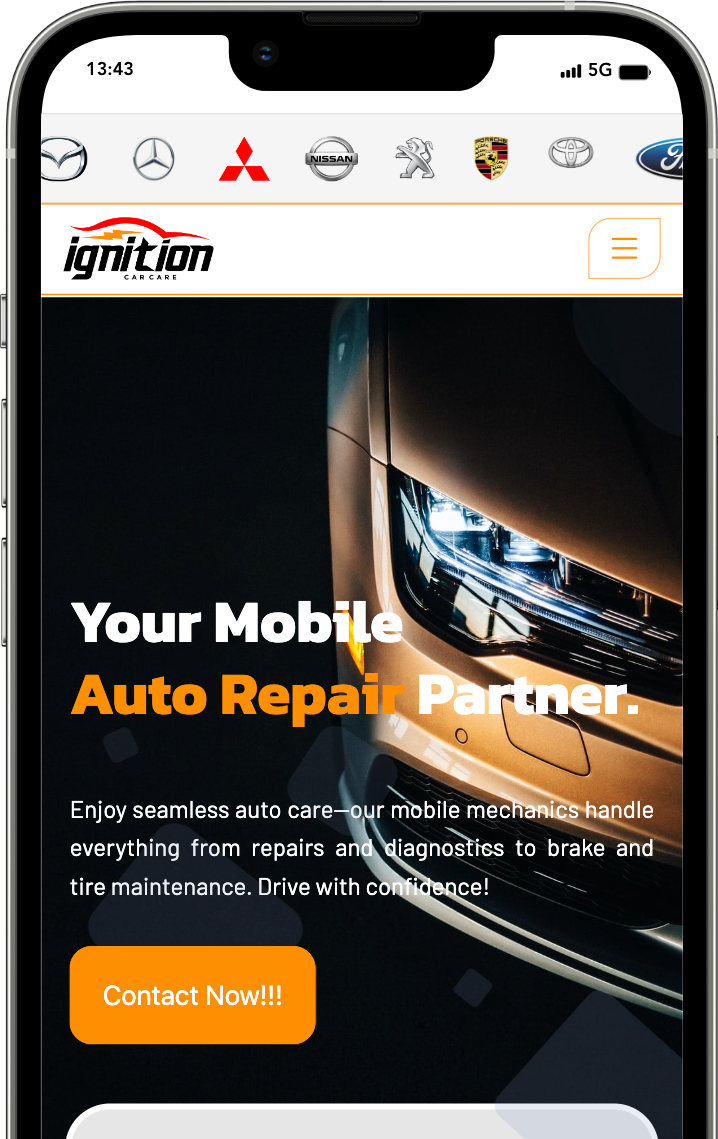 13:43
5G
NISSAN
PORSCHE
ignition
CAR CARE
Your Mobile
Auto Repair Partner.
Enjoy seamless auto care—our mobile mechanics handle
everything from repairs and diagnostics to brake and
tire maintenance. Drive with confidence!
Contact Now!!!